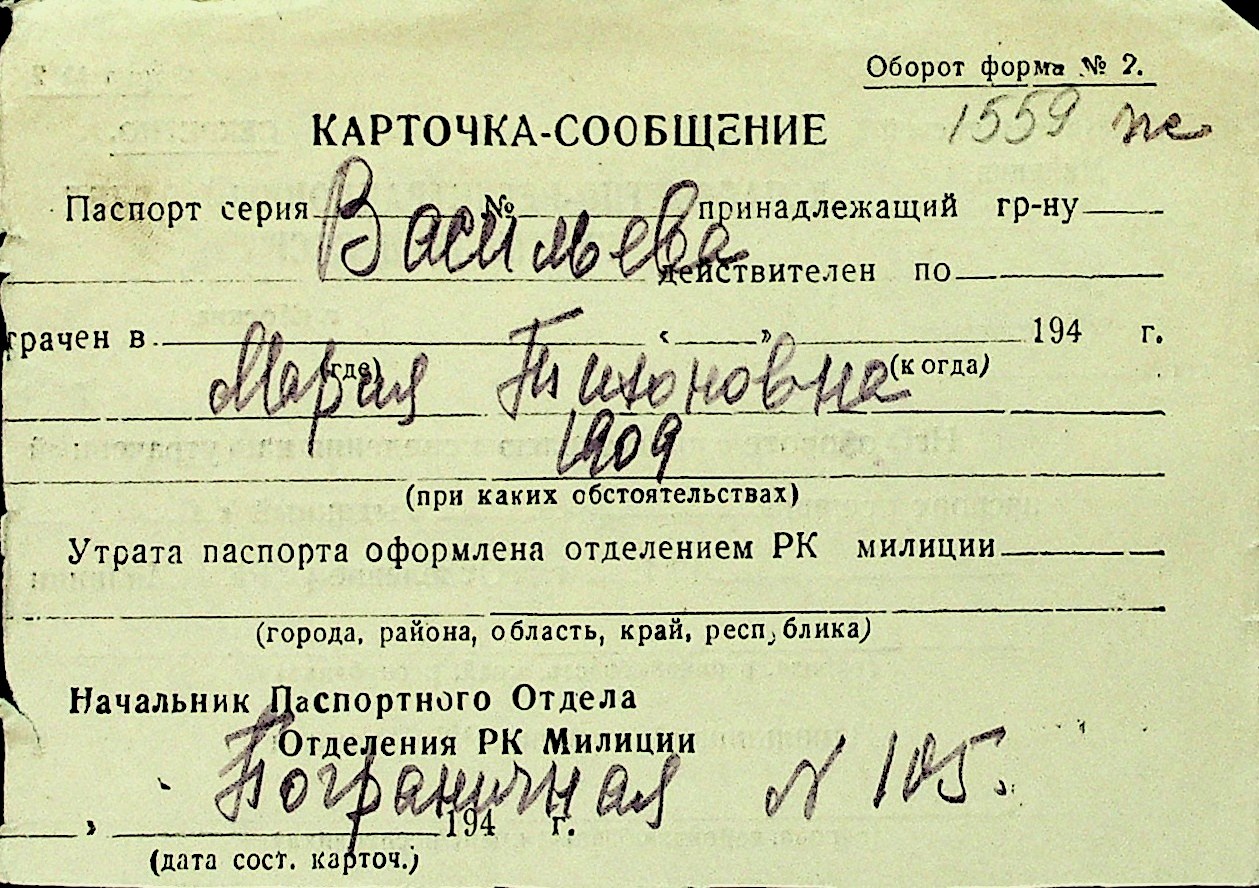 Оборот форма № 2.
1559 же
КАРТОЧКА-СООБЩЕНИЕ
Паспорт серия № принадлежащий гр-ну
Васильева
действителен по
трачен в « » 194 г.
(где) (когда)
Мария Тихоновна
1909
(при каких обстоятельствах)
Утрата паспорта оформлена отделением РК милиции
(города, района, область, край, республика)
Начальник Паспортного Отдела
Отделения РК Милиции
Пограничная N 105.
» 194 г.
(дата сост. карточ.)